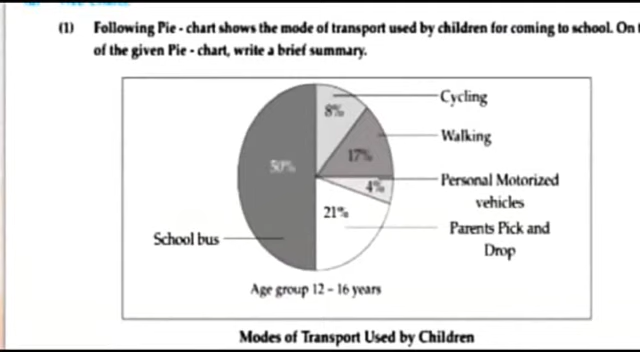 (1) Following Pie - chart shows the mode of transport used by children for coming to school. On
of the given Pie - chart, write a brief summary.
Cycling
8%
Walking
17%
50%
Personal Motorized
vehicles
4%
21%
Parents Pick and
Drop
School bus
Age group 12 - 16 years
Modes of Transport Used by Children